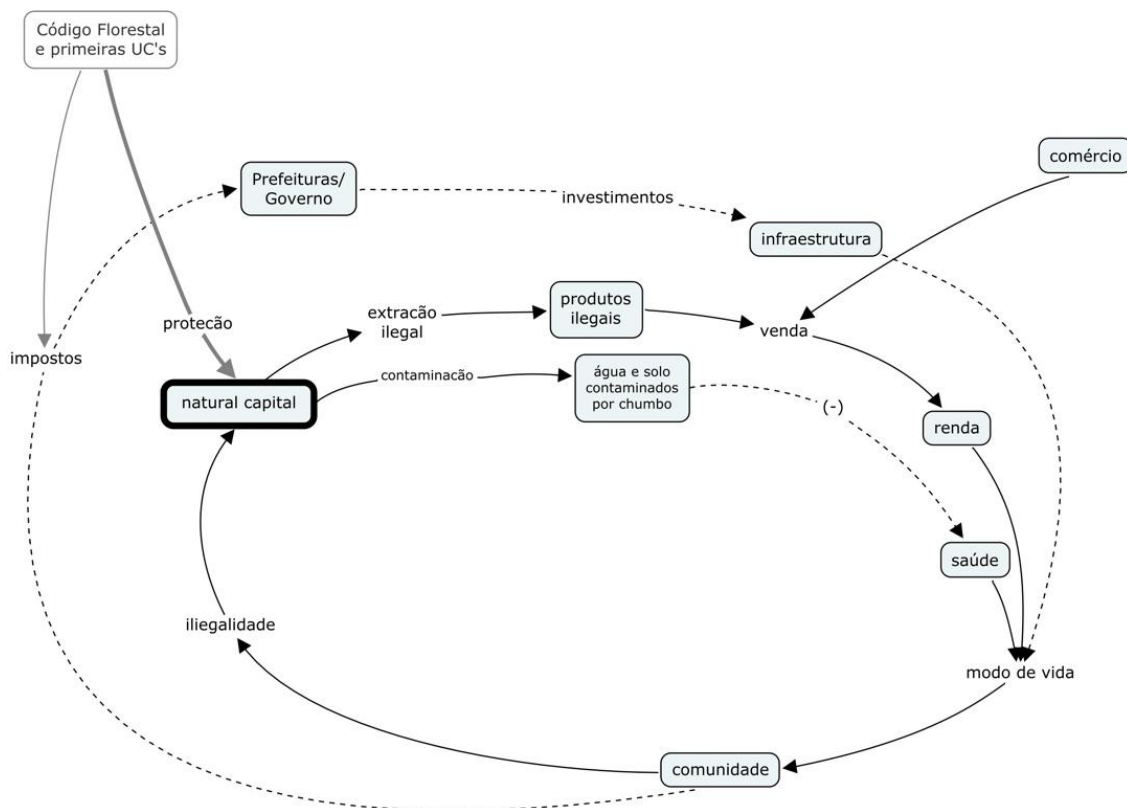 Código Florestal
e primeiras UC's
comércio
Prefeituras/
Governo
investimentos
infraestrutura
produtos
ilegais
extracão
ilegal
protecão
venda
impostos
contaminacão
água e solo
contaminados
por chumbo
natural capital
(-)
renda
saúde
iliegalidade
modo de vida
comunidade